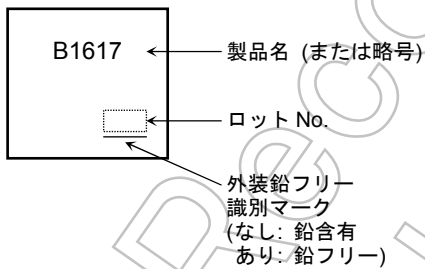 B1617
製品名 (または略号)
ロット No.
外装鉛フリー
識別マーク
(なし: 鉛含有
あり: 鉛フリー)